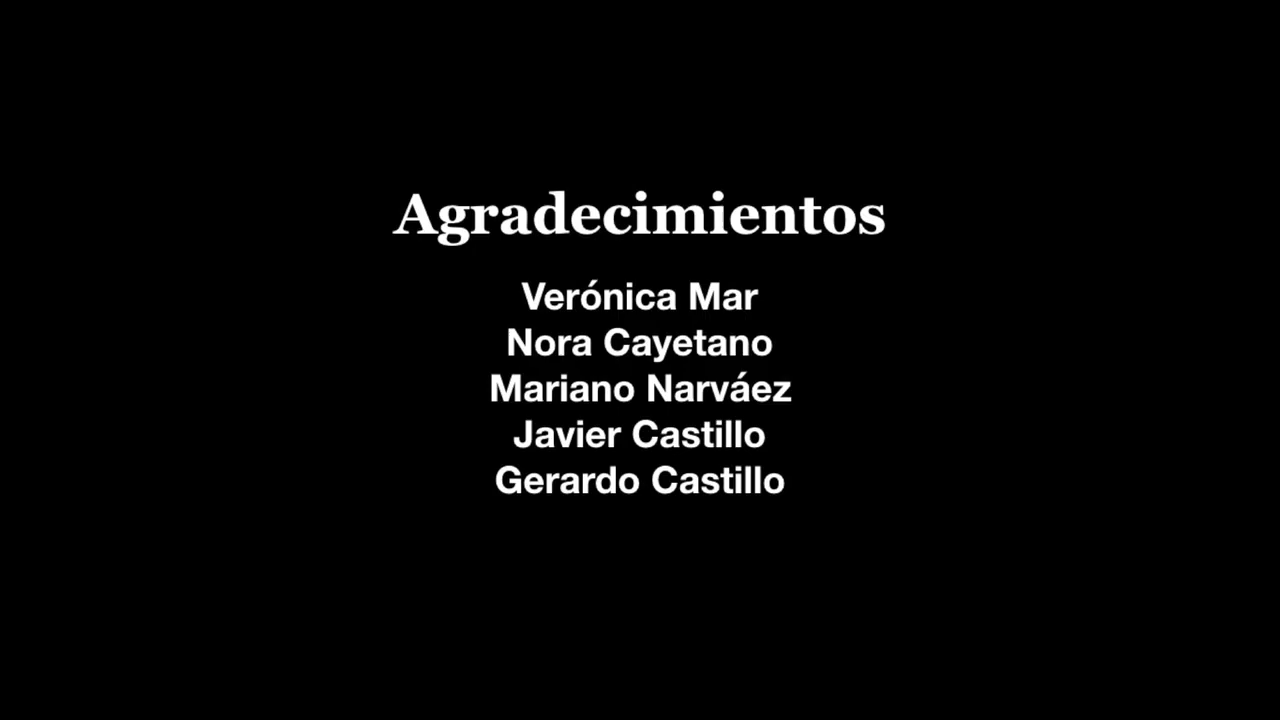 Agradecimientos
Verónica Mar
Nora Cayetano
Mariano Narváez
Javier Castillo
Gerardo Castillo